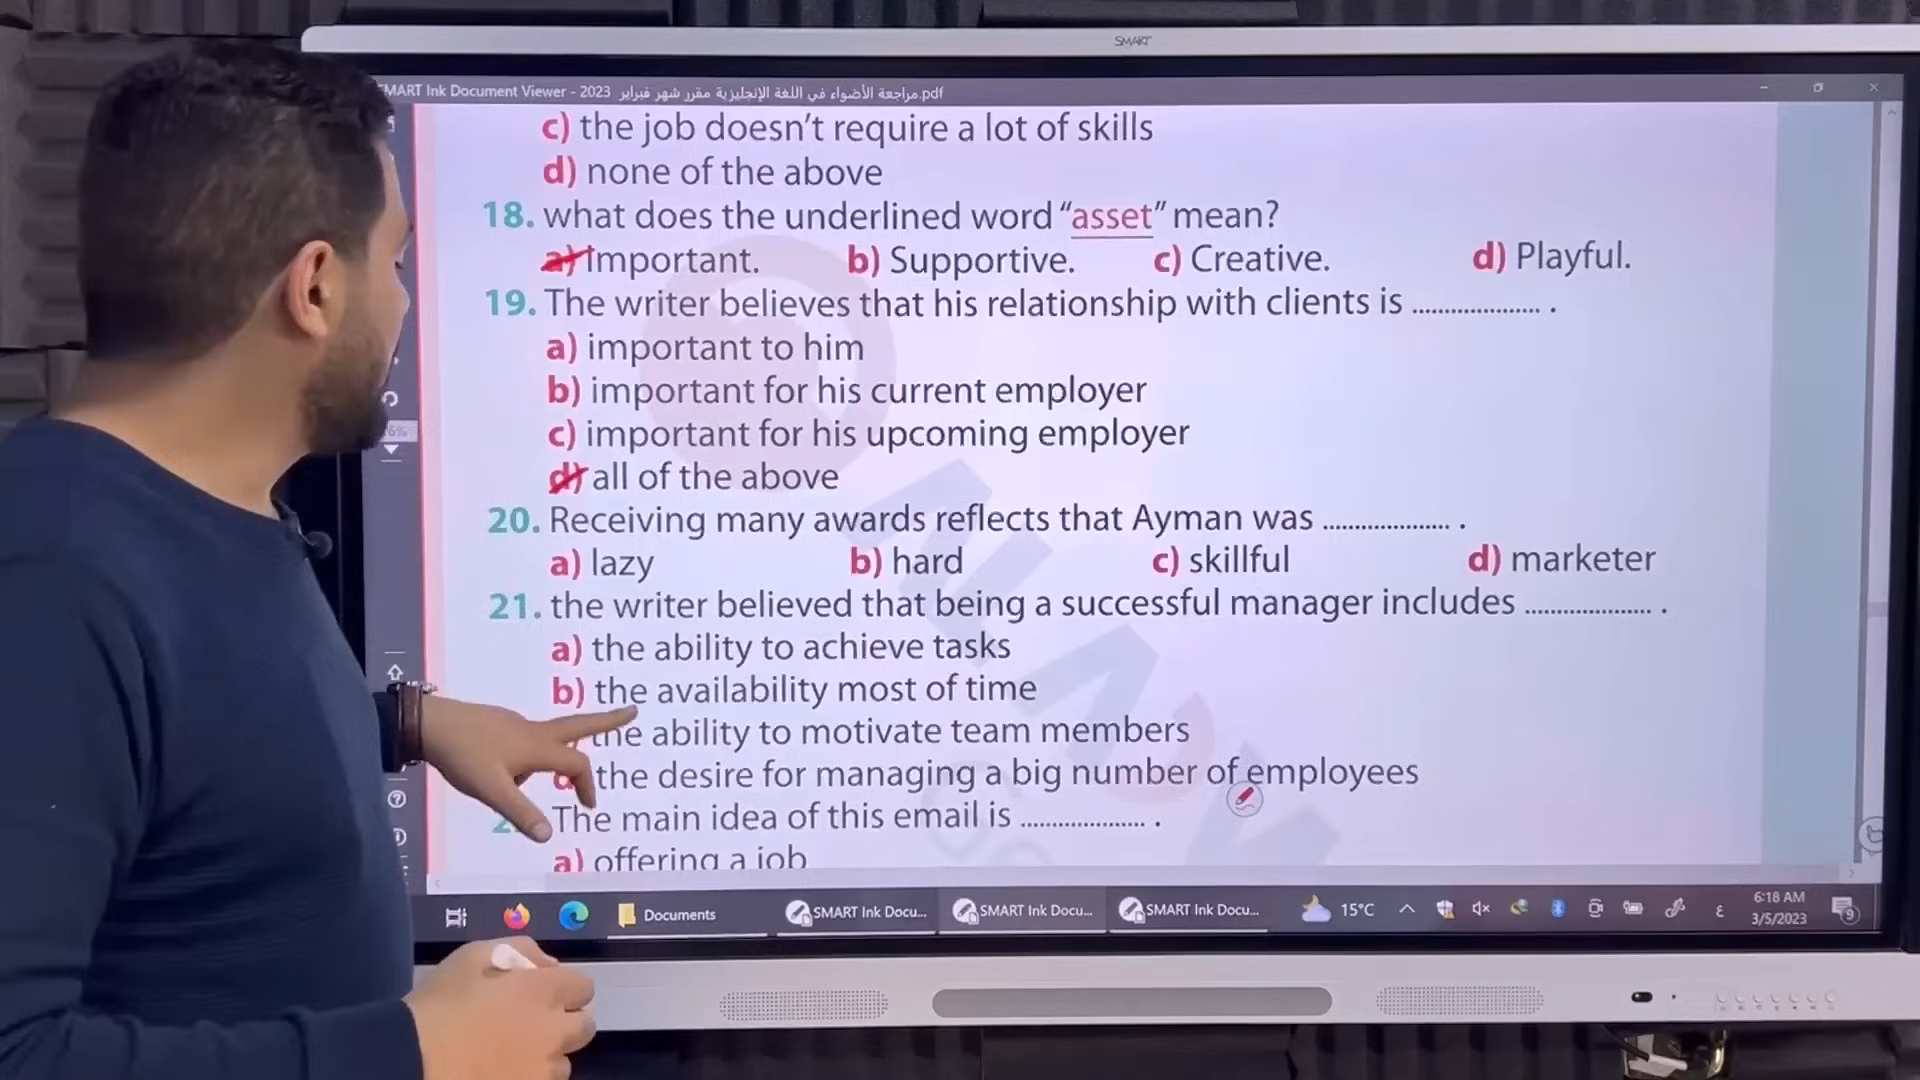 SMART
SMART Ink Document Viewer - 2023 مراجعة الأضواء في اللغة الإنجليزية مقرر شهر فبراير.pdf
c) the job doesn't require a lot of skills
d) none of the above
18. what does the underlined word “asset” mean?
a) Important. b) Supportive. c) Creative. d) Playful.
19. The writer believes that his relationship with clients is .................... .
a) important to him
b) important for his current employer
c) important for his upcoming employer
d) all of the above
20. Receiving many awards reflects that Ayman was .................... .
a) lazy b) hard c) skillful d) marketer
21. the writer believed that being a successful manager includes .................... .
a) the ability to achieve tasks
b) the availability most of time
the ability to motivate team members
d) the desire for managing a big number of employees
The main idea of this email is .................... .
a) offering a job
Documents SMART Ink Docu... SMART Ink Docu... SMART Ink Docu... 15°C ع 6:18 AM
3/5/2023 9